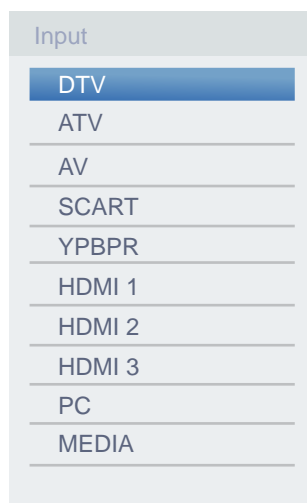 Input
DTV
ATV
AV
SCART
YPBPR
HDMI 1
HDMI 2
HDMI 3
PC
MEDIA